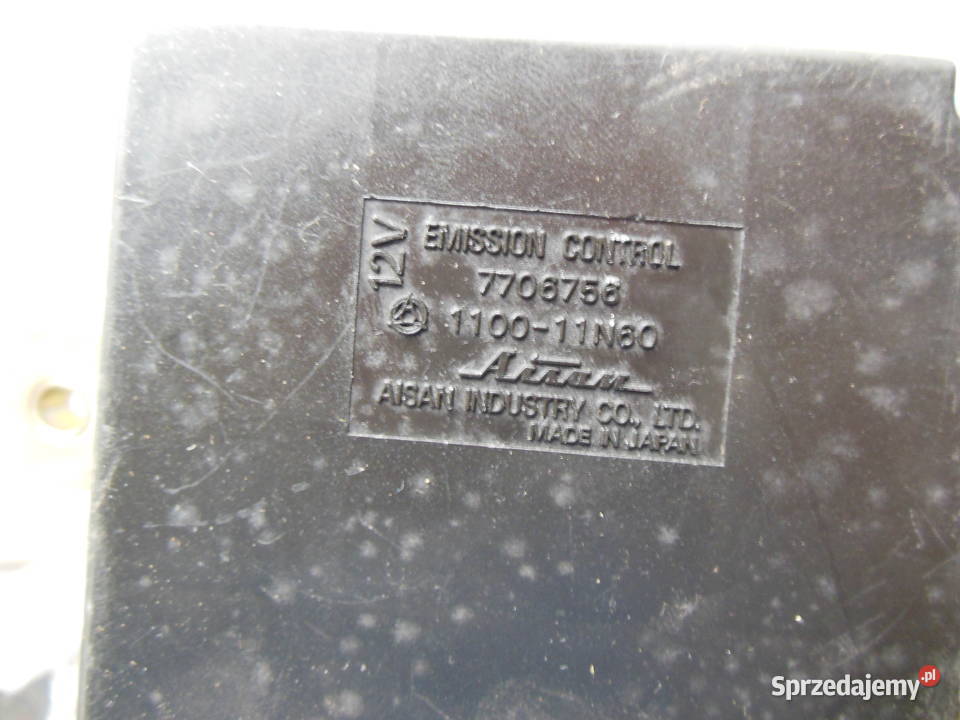 12V
EMISSION CONTROL
7706756
1100-11N60
Aisan
AISAN INDUSTRY CO., LTD.
MADE IN JAPAN
Sprzedajemy.pl